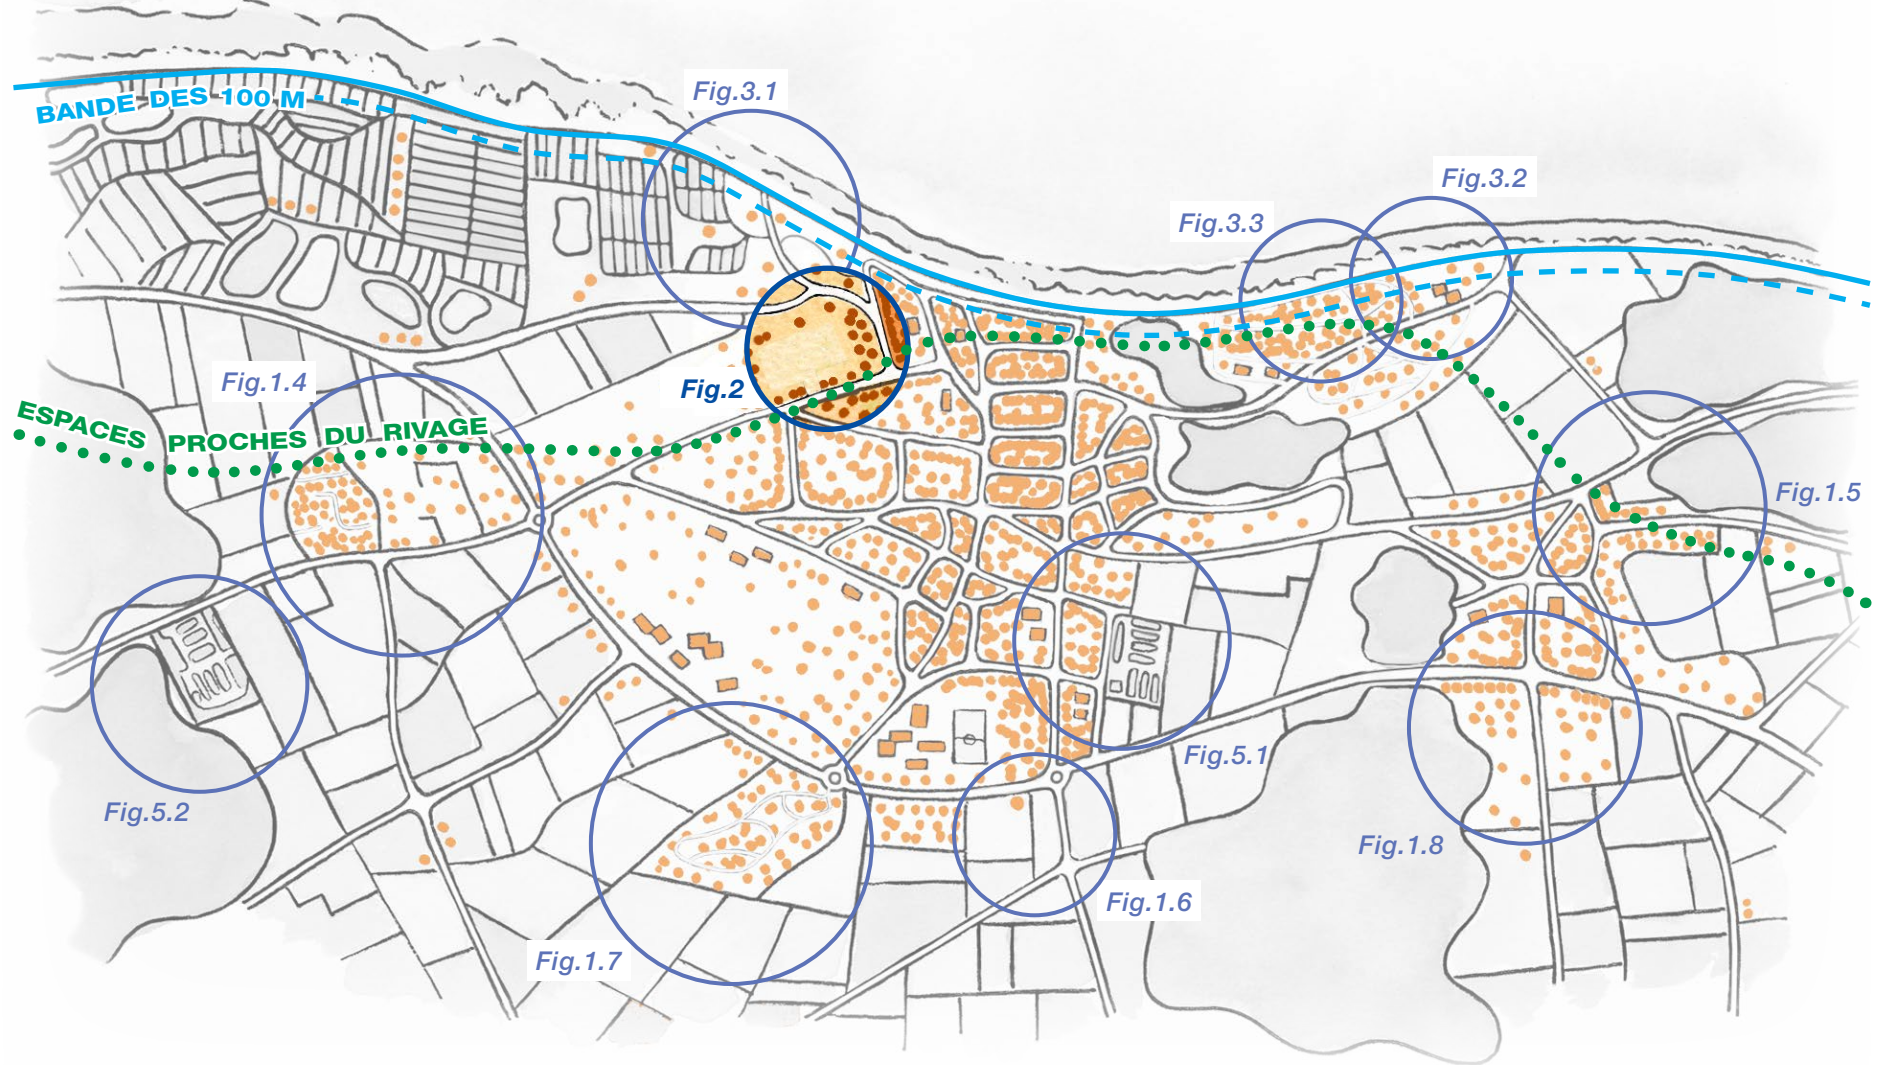 Fig.3.1
BANDE DES 100 M
Fig.3.2
Fig.3.3
Fig.1.4
Fig.2
ESPACES PROCHES DU RIVAGE
Fig.1.5
Fig.5.1
Fig.5.2
Fig.1.8
Fig.1.6
Fig.1.7